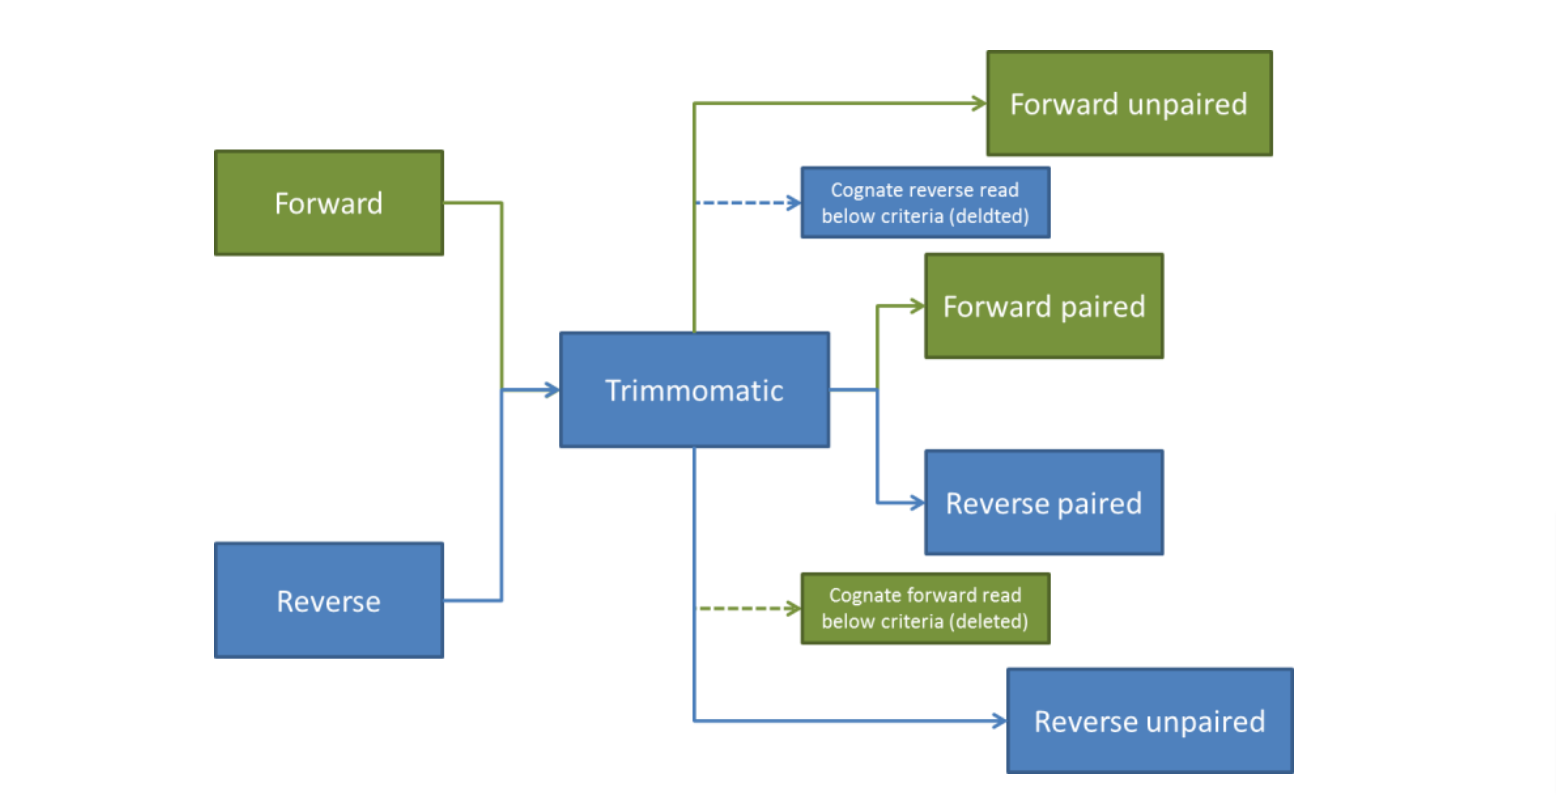 Forward unpaired
Forward
Cognate reverse read
below criteria (deldted)
Forward paired
Trimmomatic
Reverse paired
Reverse
Cognate forward read
below criteria (deleted)
Reverse unpaired